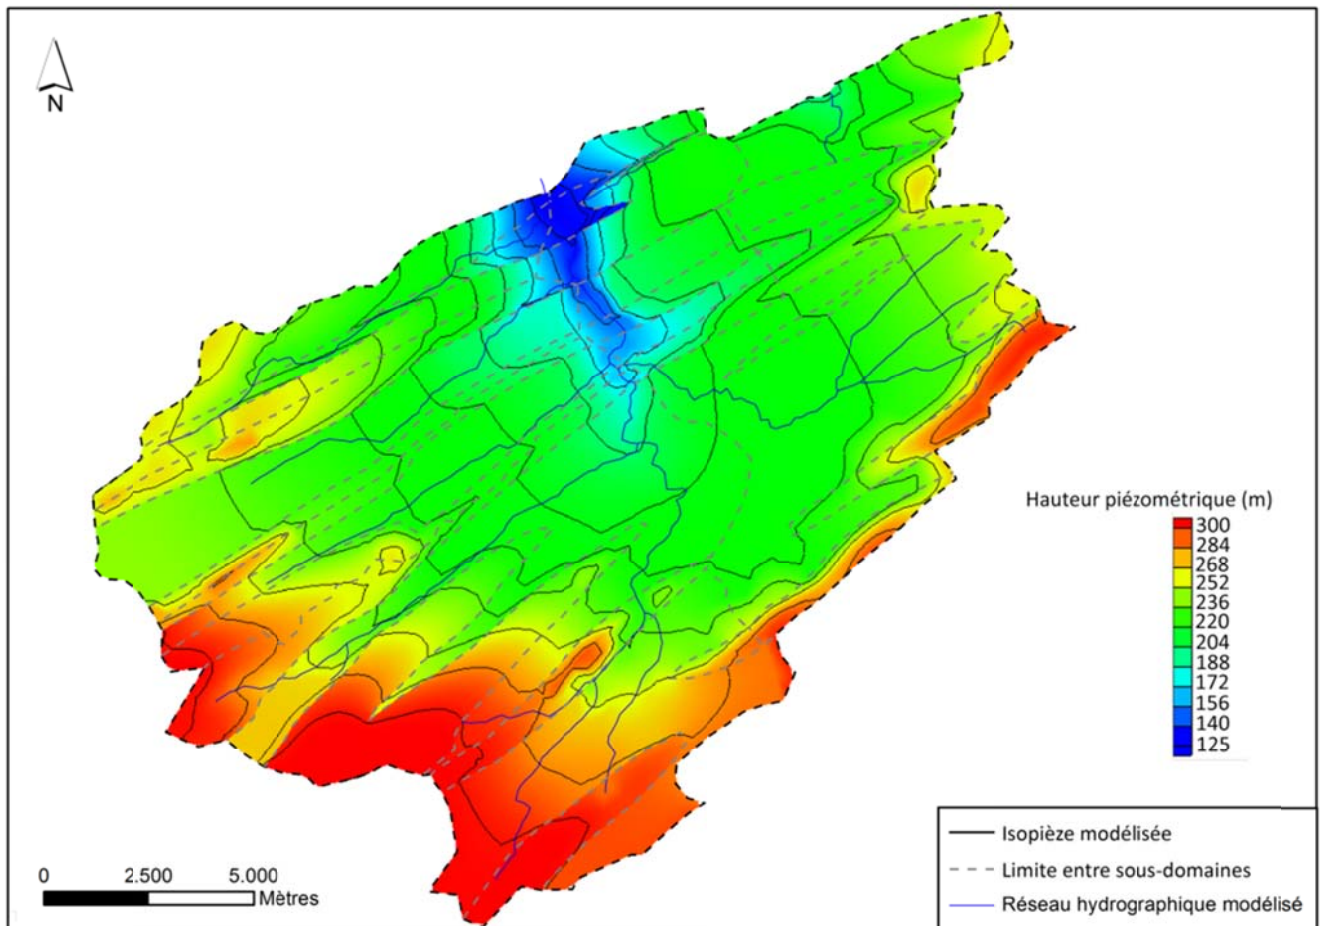 N
Hauteur piézométrique (m)
300
284
268
252
236
220
204
188
172
156
140
125
0 2.500 5.000
Mètres
Isopièze modélisée
Limite entre sous-domaines
Réseau hydrographique modélisé